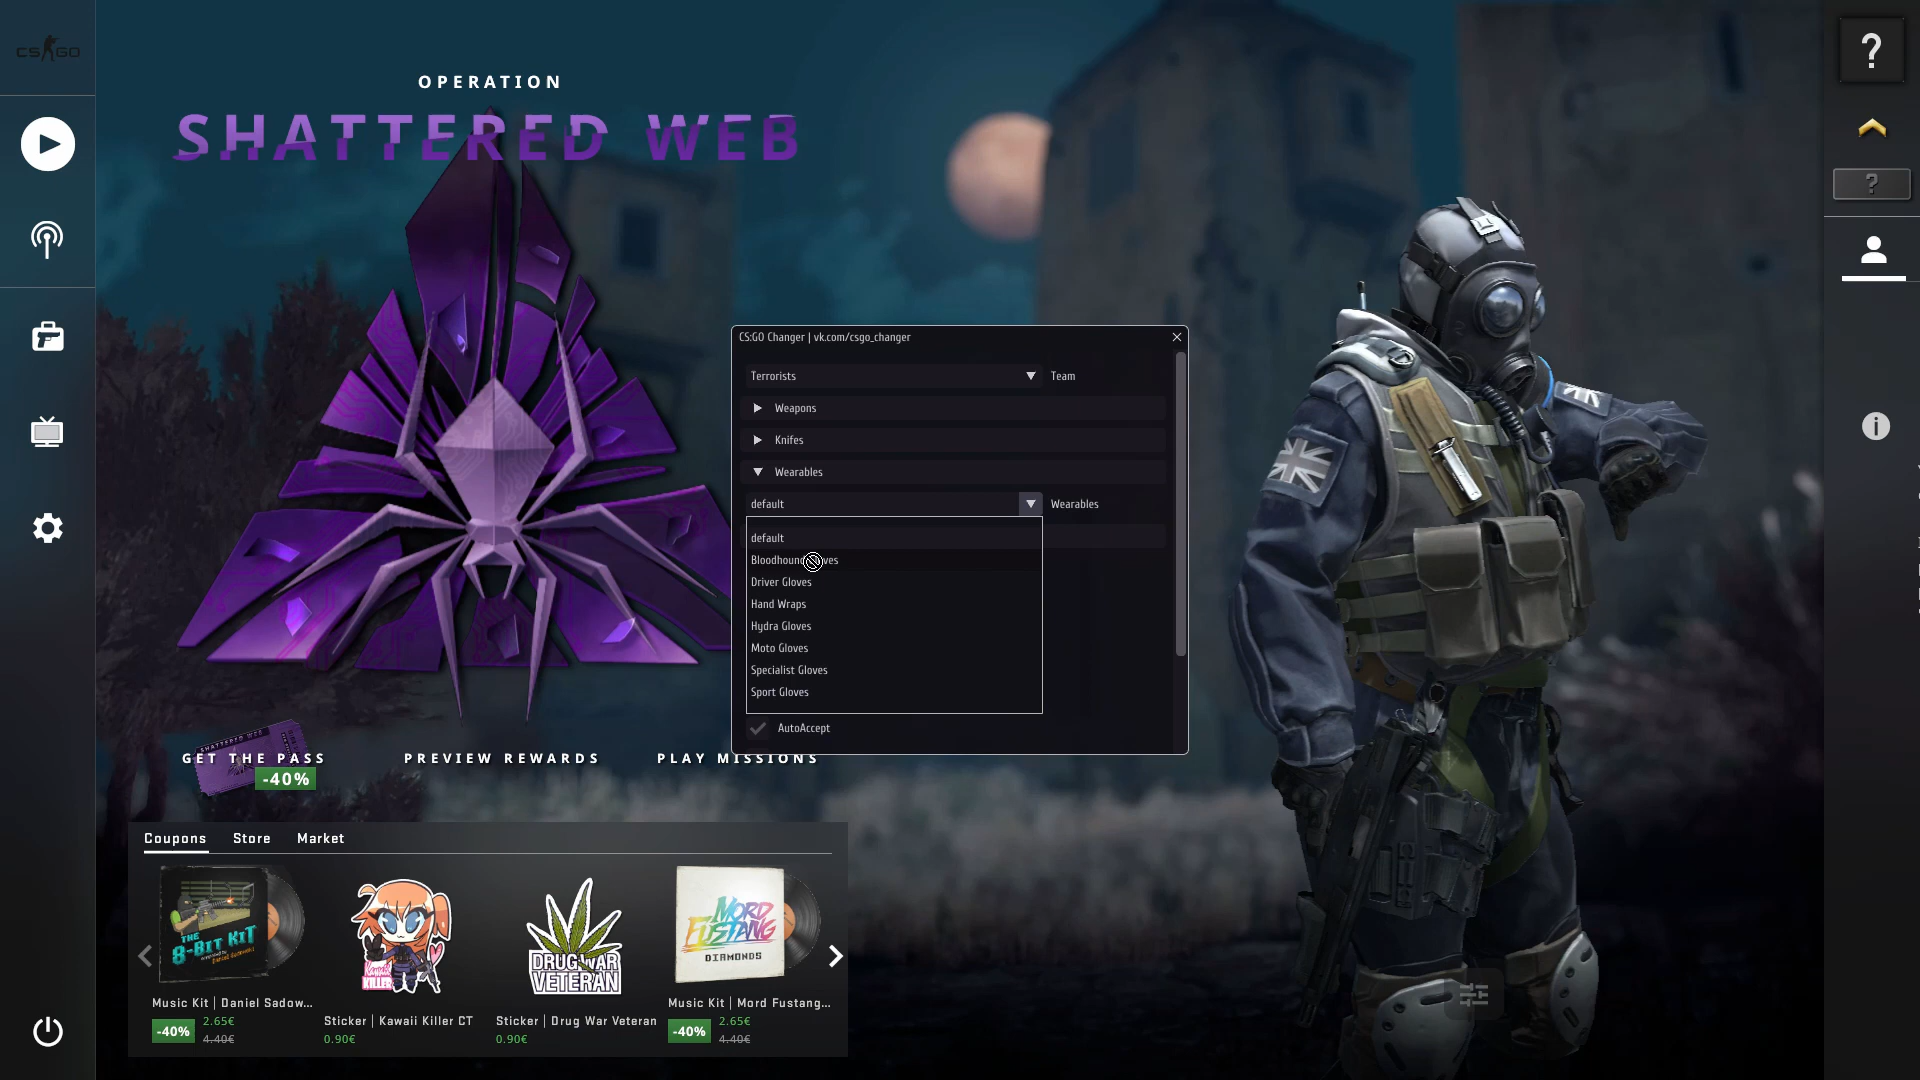 CS GO
OPERATION
SHATTERED WEB
CS:GO Changer | vk.com/csgo_changer
Terrorists
Team
Weapons
Knifes
Wearables
default
Wearables
default
Bloodhound
Driver Gloves
Hand Wraps
Hydra Gloves
Moto Gloves
Specialist Gloves
Sport Gloves
AutoAccept
SHATTERED WEB
GET THE PASS
-40%
PREVIEW REWARDS
PLAY MISSIONS
Coupons
Store
Market
THE
8-BIT KIT
KILLER
DRUG WAR
VETERAN
MORD
FUSTANG
DIAMONDS
Music Kit | Daniel Sadow...
-40%
2.65€
4.40€
Sticker | Kawaii Killer CT
0.90€
Sticker | Drug War Veteran
0.90€
Music Kit | Mord Fustang...
-40%
2.65€
4.40€
?
?
i